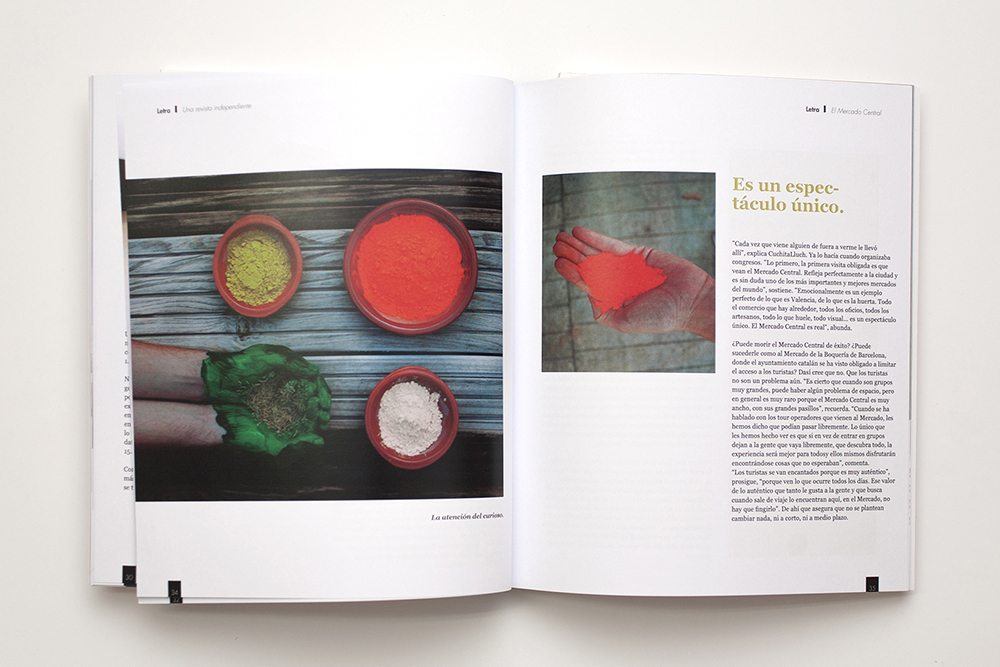 Letra
Una revista independiente
La atención del curioso.
30
34
Letra
El Mercado Central
Es un espec-
táculo único.
"Cada vez que viene alguien de fuera a verme le llevó
allí", explica CuchitaLluch. Ya lo hacía cuando organizaba
congresos. "Lo primero, la primera visita obligada es que
vean el Mercado Central. Refleja perfectamente a la ciudad y
es sin duda uno de los más importantes y mejores mercados
del mundo", sostiene. "Emocionalmente es un ejemplo
perfecto de lo que es Valencia, de lo que es la huerta. Todo
el comercio que hay alrededor, todos los oficios, todos los
artesanos, todo lo que huele, todo visual... es un espectáculo
único. El Mercado Central es real", abunda.
¿Puede morir el Mercado Central de éxito? ¿Puede
sucederle como al Mercado de la Boquería de Barcelona,
donde el ayuntamiento catalán se ha visto obligado a limitar
el acceso a los turistas? Dasí cree que no. Que los turistas
no son un problema aún. "Es cierto que cuando son grupos
muy grandes, puede haber algún problema de espacio, pero
en general es muy raro porque el Mercado Central es muy
ancho, con sus grandes pasillos", recuerda. "Cuando se ha
hablado con los tour operadores que vienen al Mercado, les
hemos dicho que podían pasar libremente. Lo único que
les hemos hecho ver es que si en vez de entrar en grupos
dejan a la gente que vaya libremente, que descubra todo, la
experiencia será mejor para todosy ellos mismos disfrutarán
encontrándose cosas que no esperaban", comenta.
"Los turistas se van encantados porque es muy auténtico",
prosigue, "porque ven lo que ocurre todos los días. Ese valor
de lo auténtico que tanto le gusta a la gente y que busca
cuando sale de viaje lo encuentran aquí, en el Mercado, no
hay que fingirlo". De ahí que asegura que no se plantean
cambiar nada, ni a corto, ni a medio plazo.
35